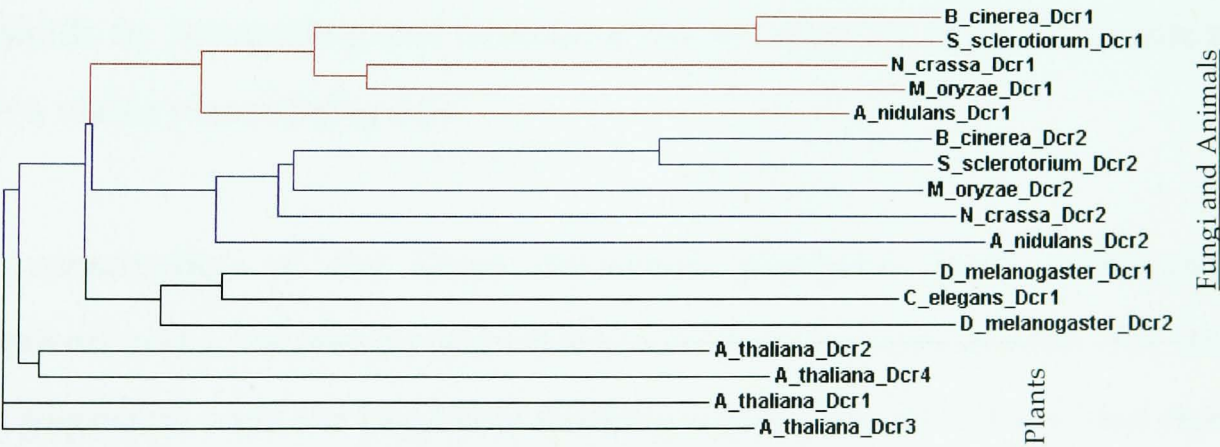 B_cinerea_Dcr1
S_sclerotiorum_Dcr1
N_crassa_Dcr1
M_oryzae_Dcr1
A_nidulans_Dcr1
B_cinerea_Dcr2
S_sclerotorium_Dcr2
M_oryzae_Dcr2
N_crassa_Dcr2
A_nidulans_Dcr2
D_melanogaster_Dcr1
C_elegans_Dcr1
D_melanogaster_Dcr2
A_thaliana_Dcr2
A_thaliana_Dcr4
A_thaliana_Dcr1
A_thaliana_Dcr3
Fungi and Animals
Plants